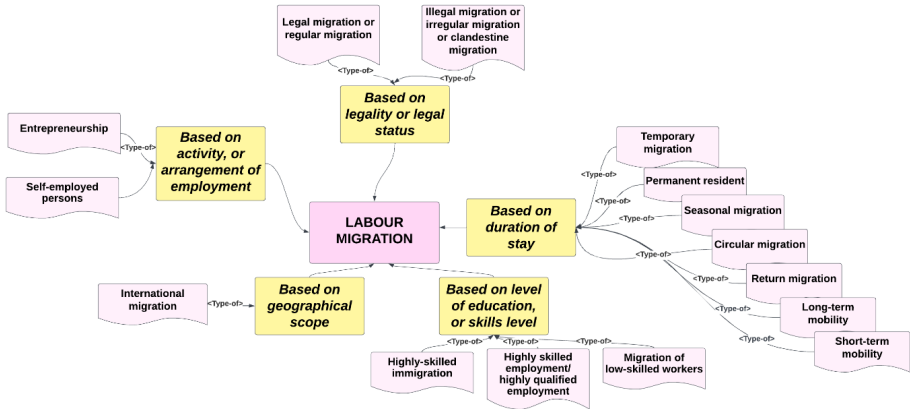 Legal migration or
regular migration
Illegal migration or
irregular migration
or clandestine
migration
<Type-of>
<Type-of>
Based on
legality or legal
status
Entrepreneurship
<Type-of>
Self-employed
persons
Based on
activity, or
arrangement of
employment
LABOUR
MIGRATION
Based on
duration of
stay
Temporary
migration
<Type-of>
Permanent resident
<Type-of>
Seasonal migration
<Type-of>
Circular migration
<Type-of>
Return migration
<Type-of>
Long-term
mobility
<Type-of>
Short-term
mobility
<Type-of>
International
migration
<Type-of>
Based on
geographical
scope
Based on level
of education,
or skills level
<Type-of>
<Type-of>
<Type-of>
Highly-skilled
immigration
Highly skilled
employment/
highly qualified
employment
Migration of
low-skilled workers